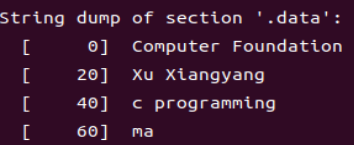 String dump of section '.data':
[ 0] Computer Foundation
[ 20] Xu Xiangyang
[ 40] c programming
[ 60] ma